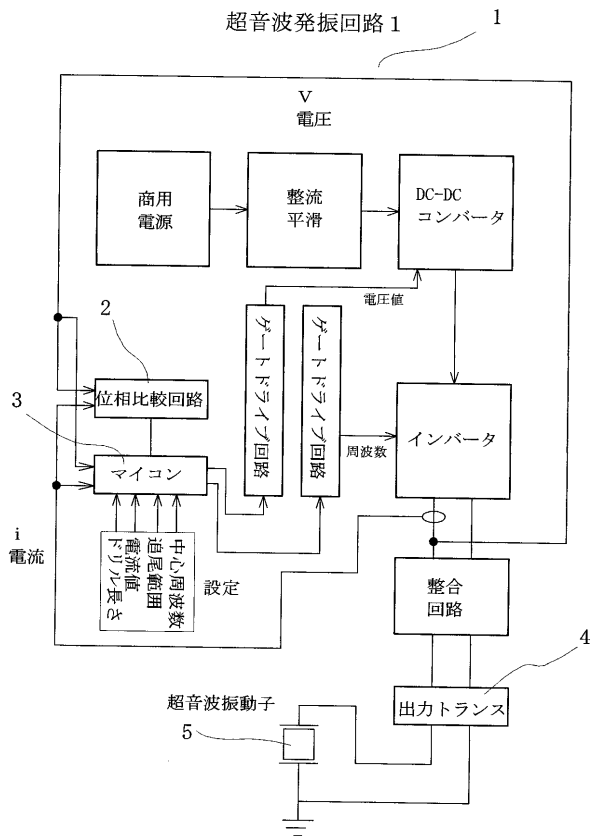 超音波発振回路1
1
V
電圧
商用
電源
整流
平滑
DC-DC
コンバータ
電圧値
ゲートドライブ回路
ゲートドライブ回路
2
位相比較回路
3
マイコン
周波数
インバータ
i
電流
中心周波数
追尾範囲
電流値
ドリル長さ
設定
整合
回路
4
出力トランス
超音波振動子
5